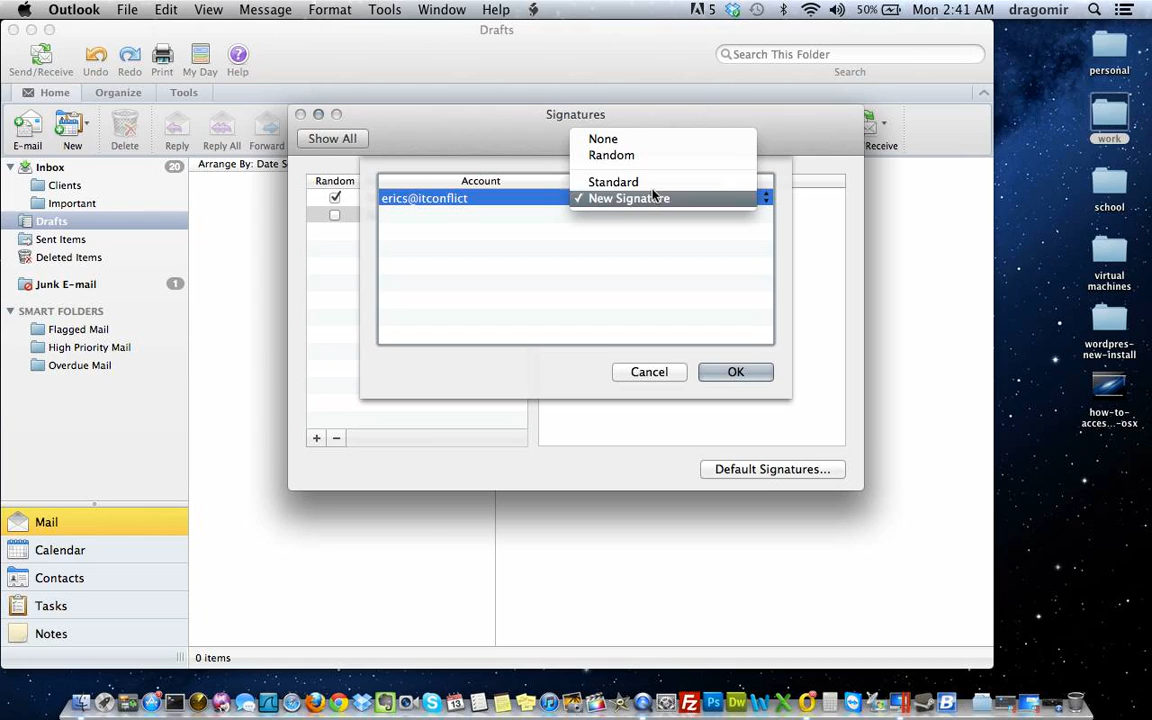 Outlook File Edit View Message Format Tools Window Help 5 50% Mon 2:41 AM dragomir
Drafts
Send/Receive Undo Redo Print My Day Help
Search This Folder
Search
Home Organize Tools
E-mail New Delete Reply Reply All Forward Receive
Inbox 20
Clients
Important
Drafts
Sent Items
Deleted Items
Junk E-mail 1
SMART FOLDERS
Flagged Mail
High Priority Mail
Overdue Mail
Mail
Calendar
Contacts
Tasks
Notes
Arrange By: Date S
Signatures
Show All
Random
Account
erics@itconflict
None
Random
Standard
✓ New Signature
Cancel OK
+ −
Default Signatures...
0 items
personal
work
school
virtual
machines
wordpres-
new-install
how-to-
acces...-osx
13
Fz Ps Dw W X O B